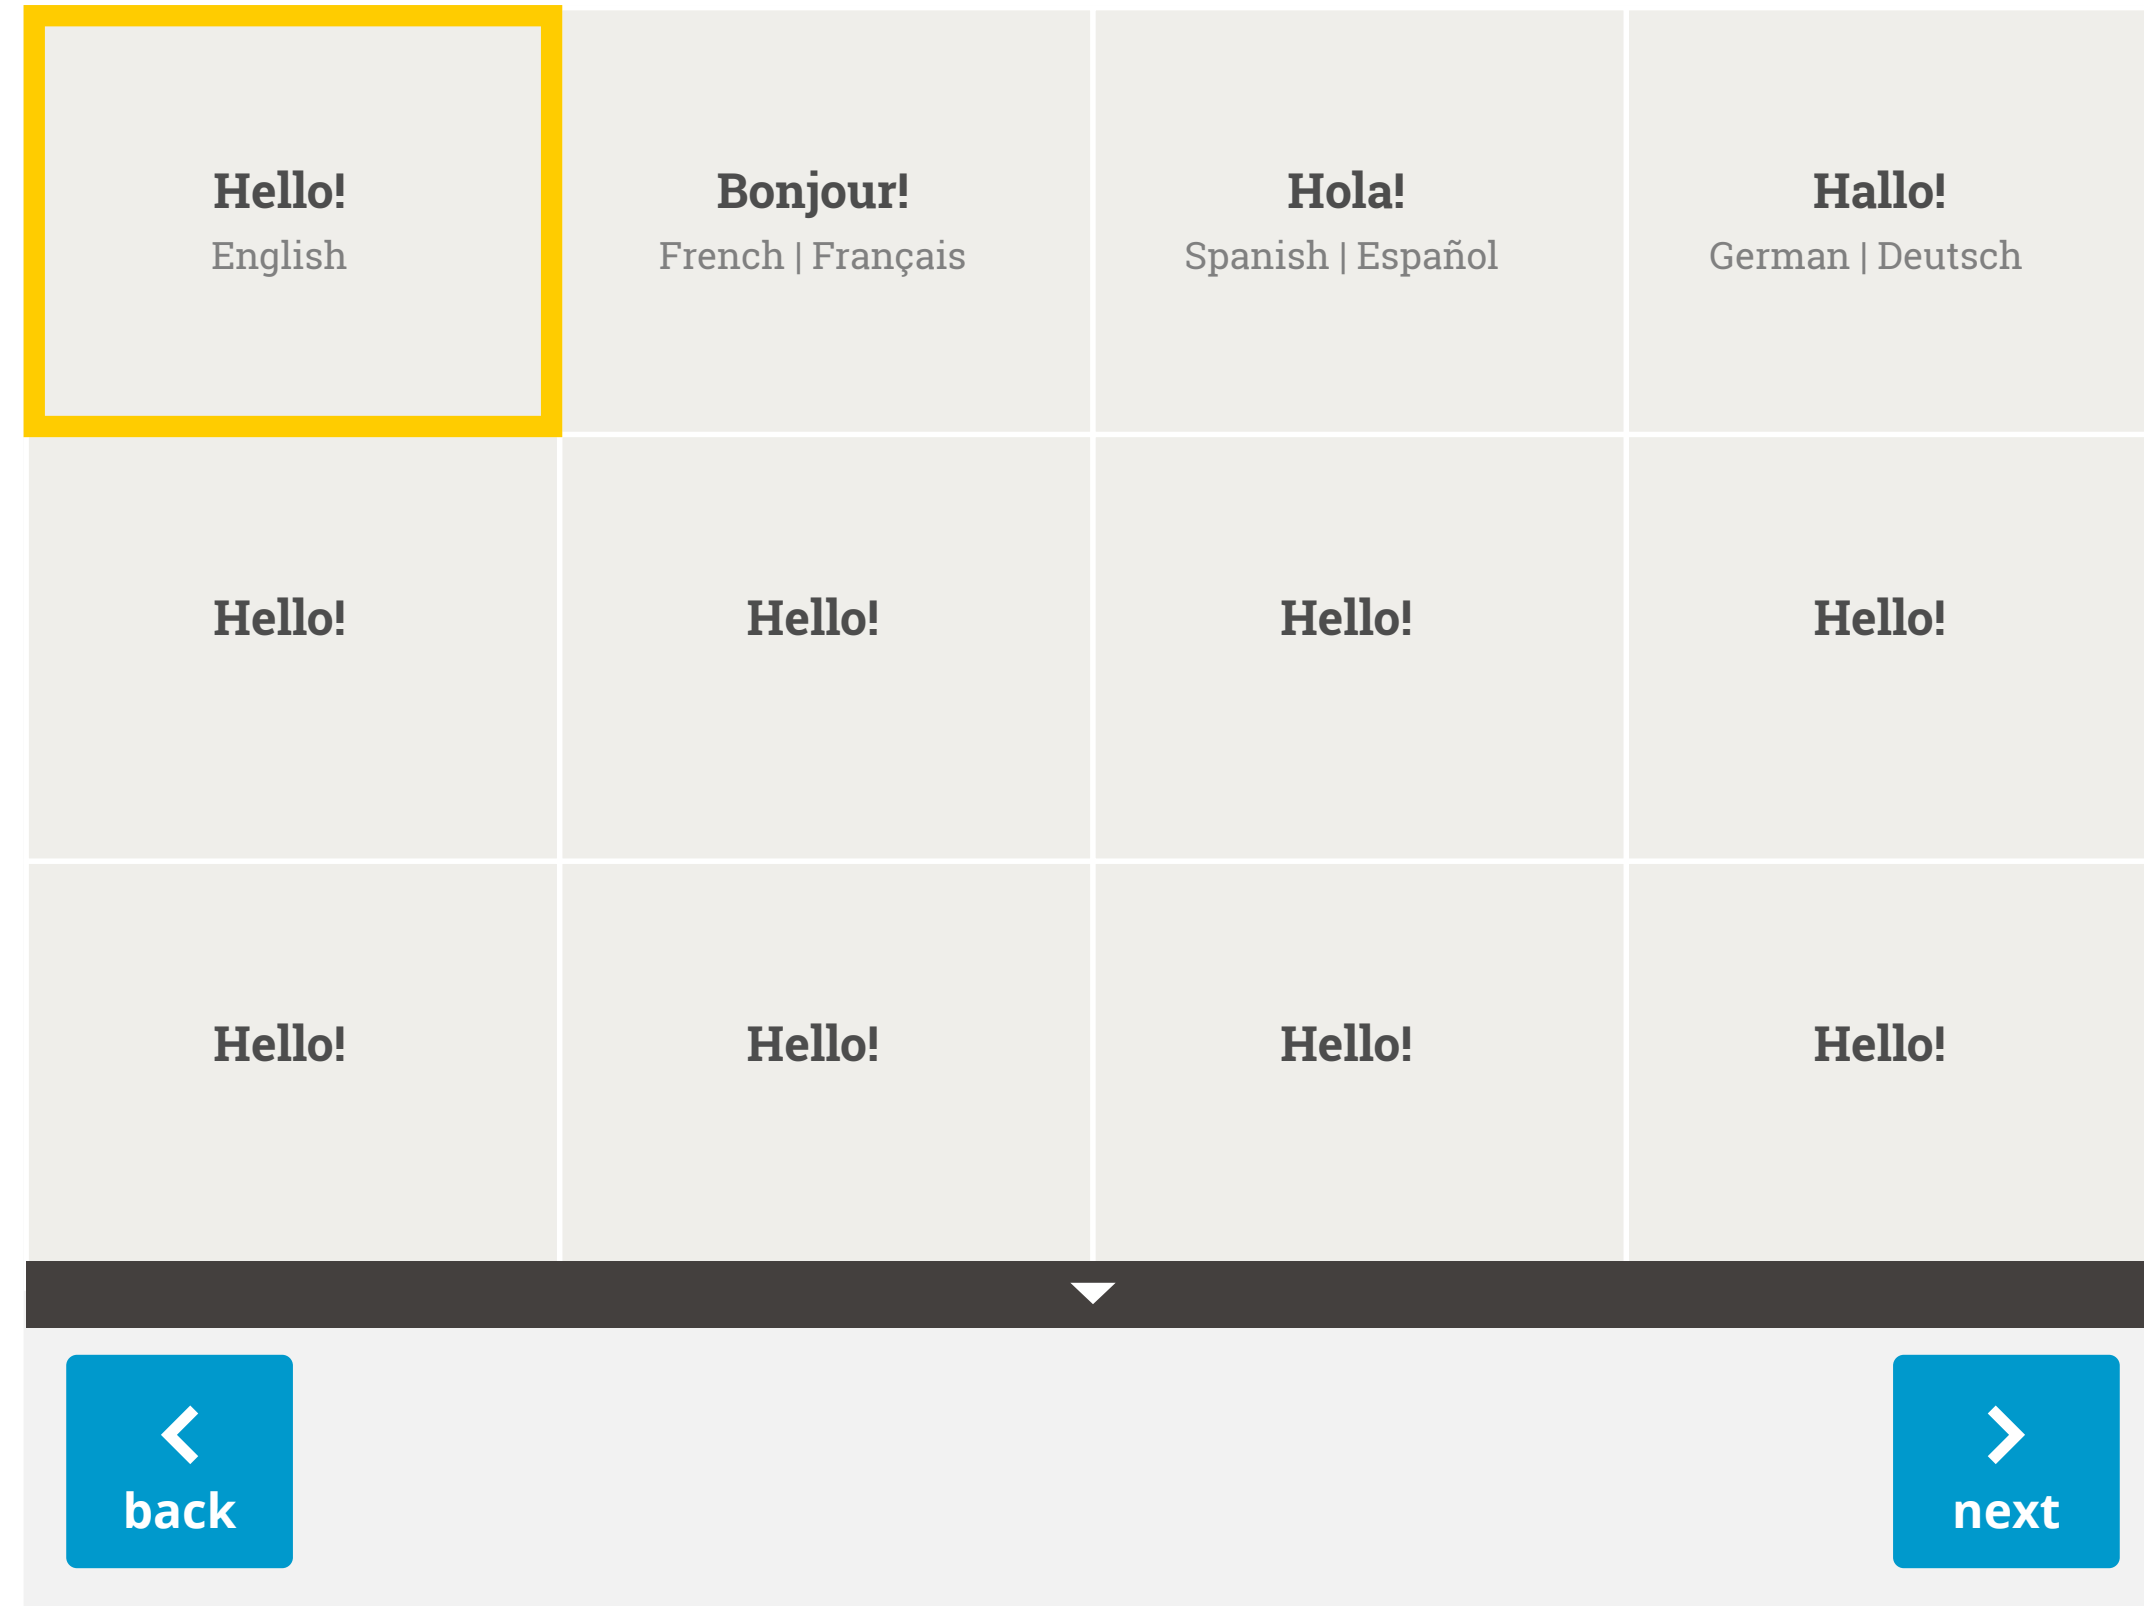 Hello!
English
Bonjour!
French | Français
Hola!
Spanish | Español
Hallo!
German | Deutsch
Hello!
Hello!
Hello!
Hello!
Hello!
Hello!
Hello!
Hello!
back
next